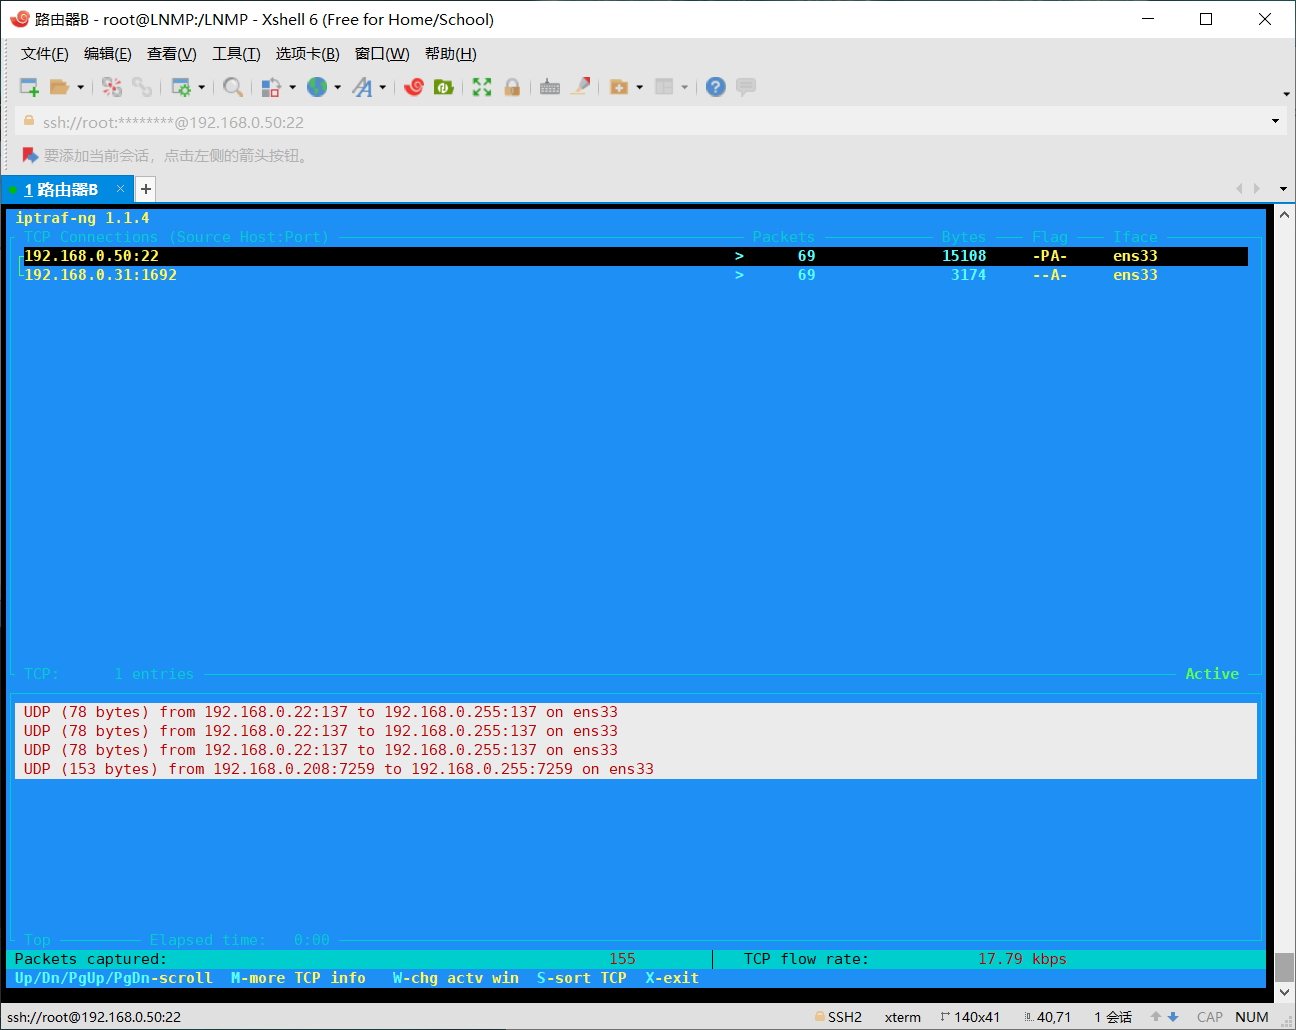 路由器B - root@LNMP:/LNMP - Xshell 6 (Free for Home/School)
文件(F) 编辑(E) 查看(V) 工具(T) 选项卡(B) 窗口(W) 帮助(H)
ssh://root:********@192.168.0.50:22
要添加当前会话，点击左侧的箭头按钮。
1 路由器B × +
iptraf-ng 1.1.4
TCP Connections (Source Host:Port) Packets Bytes Flag Iface
192.168.0.50:22 > 69 15108 -PA- ens33
192.168.0.31:1692 > 69 3174 --A- ens33
TCP: 1 entries Active
UDP (78 bytes) from 192.168.0.22:137 to 192.168.0.255:137 on ens33
UDP (78 bytes) from 192.168.0.22:137 to 192.168.0.255:137 on ens33
UDP (78 bytes) from 192.168.0.22:137 to 192.168.0.255:137 on ens33
UDP (153 bytes) from 192.168.0.208:7259 to 192.168.0.255:7259 on ens33
Top Elapsed time: 0:00
Packets captured: 155 TCP flow rate: 17.79 kbps
Up/Dn/PgUp/PgDn-scroll M-more TCP info W-chg actv win S-sort TCP X-exit
ssh://root@192.168.0.50:22 SSH2 xterm 140x41 40,71 1 会话 CAP NUM